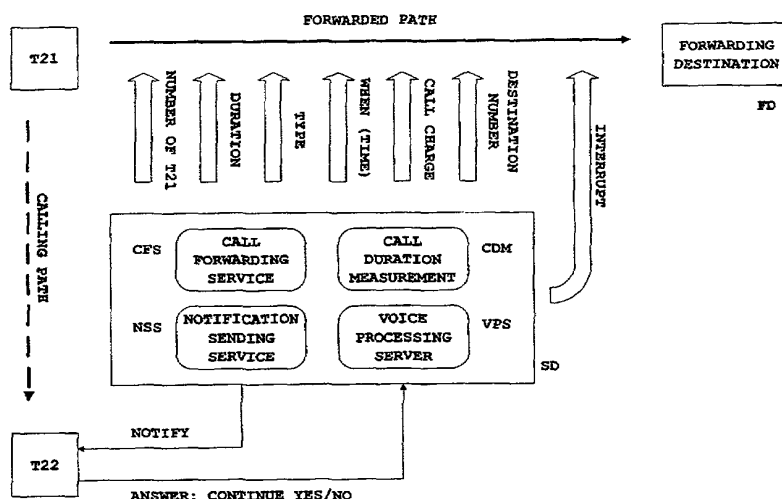 FORWARDED PATH
T21
FORWARDING
DESTINATION
FD
NUMBER OF T21
DURATION
TYPE
WHEN (TIME)
CALL CHARGE
DESTINATION
NUMBER
INTERRUPT
CALLING PATH
CFS
CALL
FORWARDING
SERVICE
CALL
DURATION
MEASUREMENT
CDM
NSS
NOTIFICATION
SENDING
SERVICE
VOICE
PROCESSING
SERVER
VPS
SD
NOTIFY
T22
ANSWER: CONTINUE YES/NO